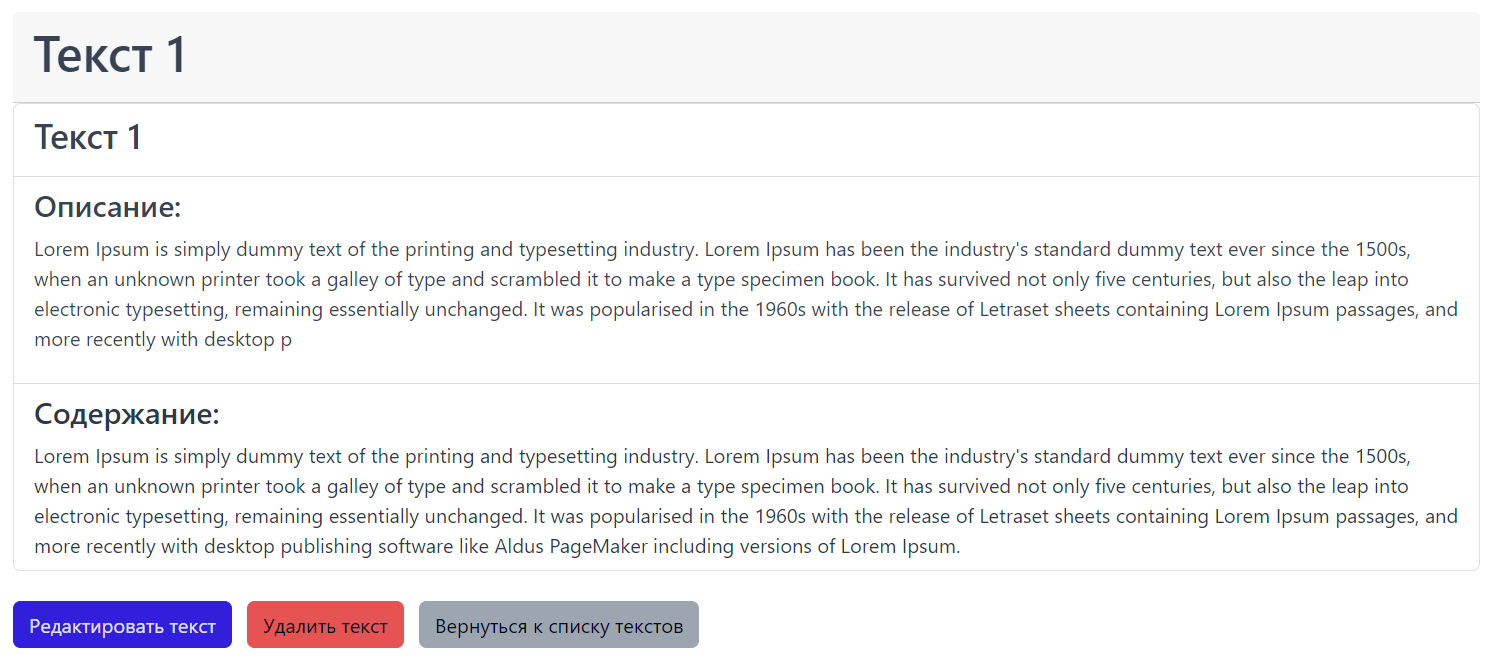 Текст 1
Текст 1
Описание:
Lorem Ipsum is simply dummy text of the printing and typesetting industry. Lorem Ipsum has been the industry's standard dummy text ever since the 1500s,
when an unknown printer took a galley of type and scrambled it to make a type specimen book. It has survived not only five centuries, but also the leap into
electronic typesetting, remaining essentially unchanged. It was popularised in the 1960s with the release of Letraset sheets containing Lorem Ipsum passages, and
more recently with desktop p
Содержание:
Lorem Ipsum is simply dummy text of the printing and typesetting industry. Lorem Ipsum has been the industry's standard dummy text ever since the 1500s,
when an unknown printer took a galley of type and scrambled it to make a type specimen book. It has survived not only five centuries, but also the leap into
electronic typesetting, remaining essentially unchanged. It was popularised in the 1960s with the release of Letraset sheets containing Lorem Ipsum passages, and
more recently with desktop publishing software like Aldus PageMaker including versions of Lorem Ipsum.
Редактировать текст Удалить текст Вернуться к списку текстов